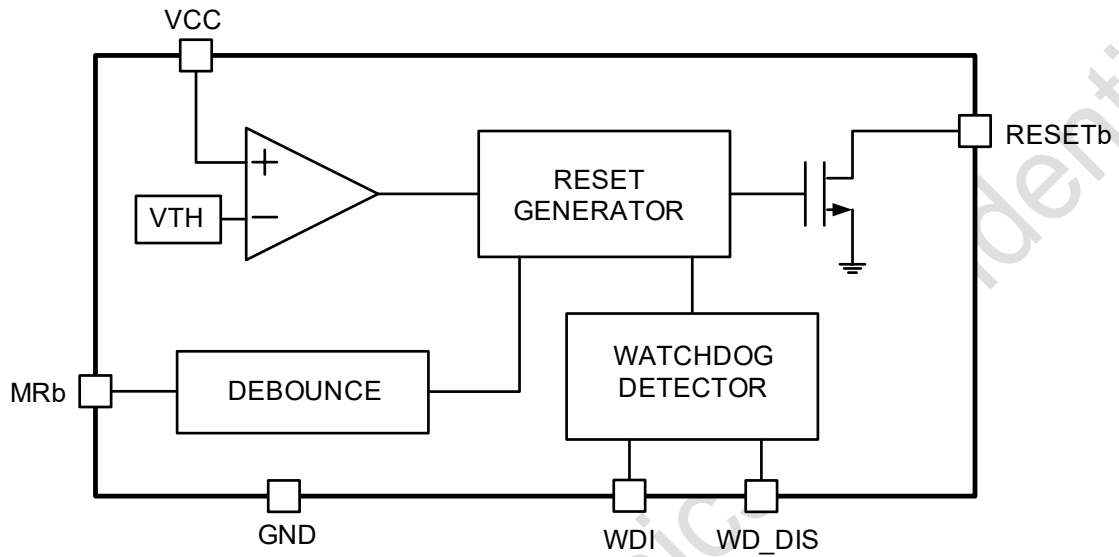 VCC
RESETb
+
−
VTH
RESET
GENERATOR
WATCHDOG
DETECTOR
MRb
DEBOUNCE
GND
WDI
WD_DIS